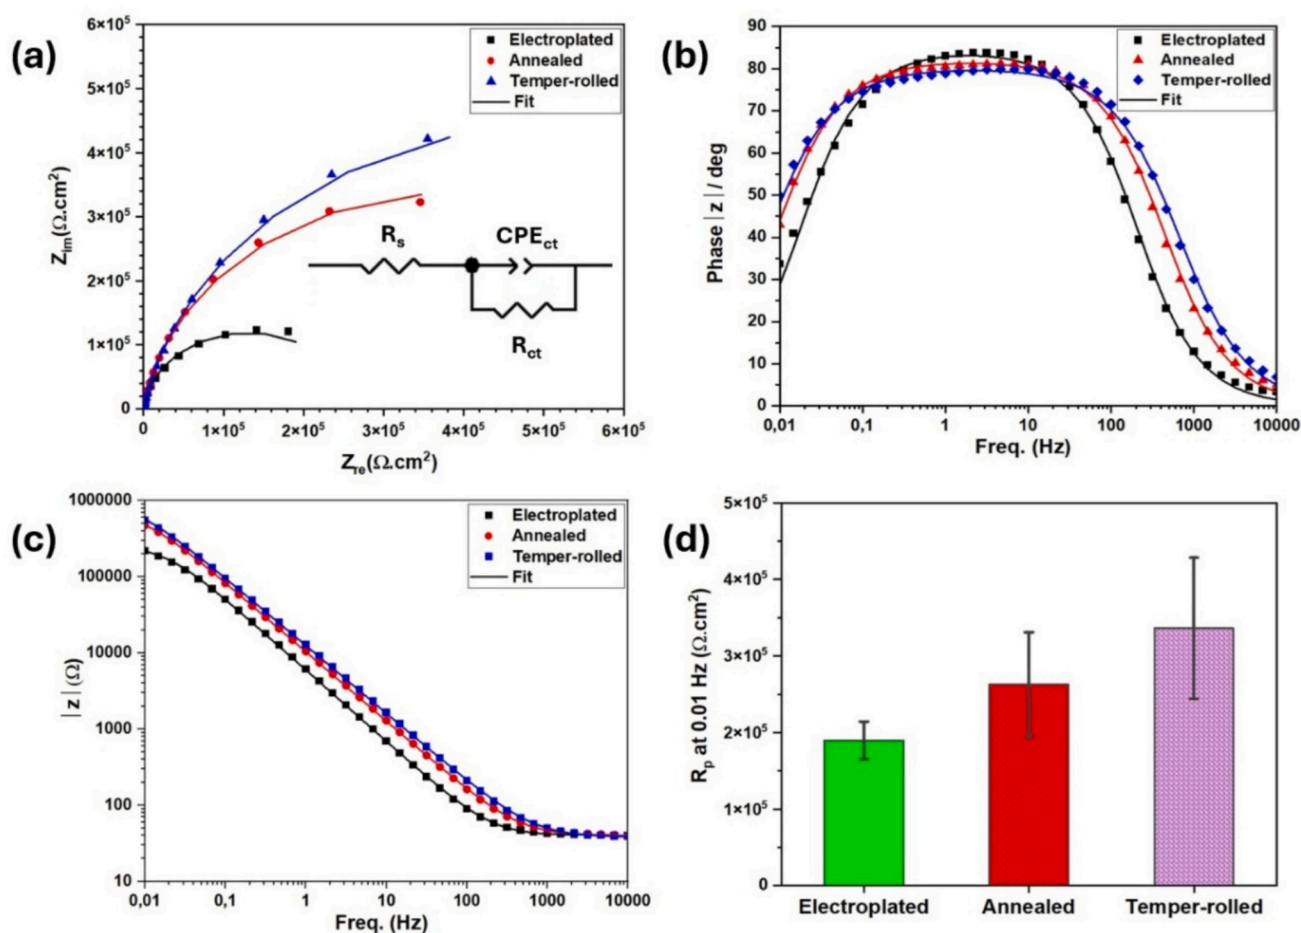 (a)
6×10⁵
5×10⁵
4×10⁵
3×10⁵
2×10⁵
1×10⁵
0
Z_im(Ω.cm²)
Electroplated
Annealed
Temper-rolled
Fit
R_s
CPE_ct
R_ct
0 1×10⁵ 2×10⁵ 3×10⁵ 4×10⁵ 5×10⁵ 6×10⁵
Z_re(Ω.cm²)
(b)
90
80
70
60
50
40
30
20
10
0
Phase |z| / deg
Electroplated
Annealed
Temper-rolled
Fit
0,01 0,1 1 10 100 1000 10000
Freq. (Hz)
(c)
1000000
100000
10000
1000
100
10
|z| (Ω)
Electroplated
Annealed
Temper-rolled
Fit
0,01 0,1 1 10 100 1000 10000
Freq. (Hz)
(d)
5×10⁵
4×10⁵
3×10⁵
2×10⁵
1×10⁵
0
R_p at 0.01 Hz (Ω.cm²)
Electroplated Annealed Temper-rolled